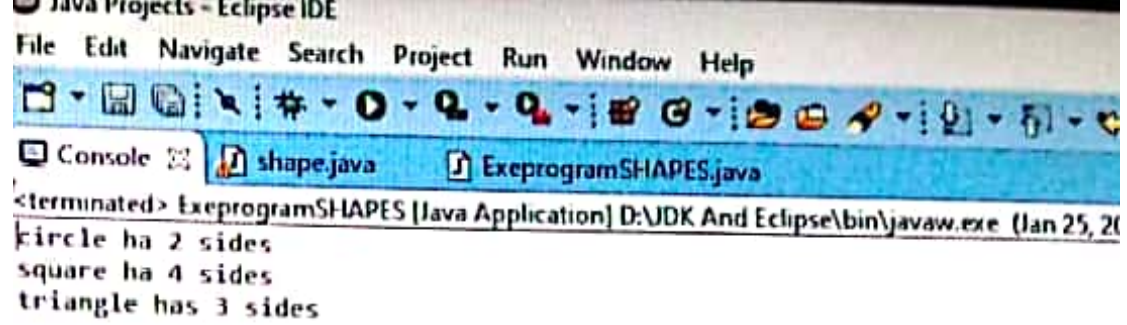 Java Projects - Eclipse IDE
File Edit Navigate Search Project Run Window Help
Console shape.java ExeprogramSHAPES.java
<terminated> ExeprogramSHAPES [Java Application] D:\JDK And Eclipse\bin\javaw.exe (Jan 25, 20
circle ha 2 sides
square ha 4 sides
triangle has 3 sides